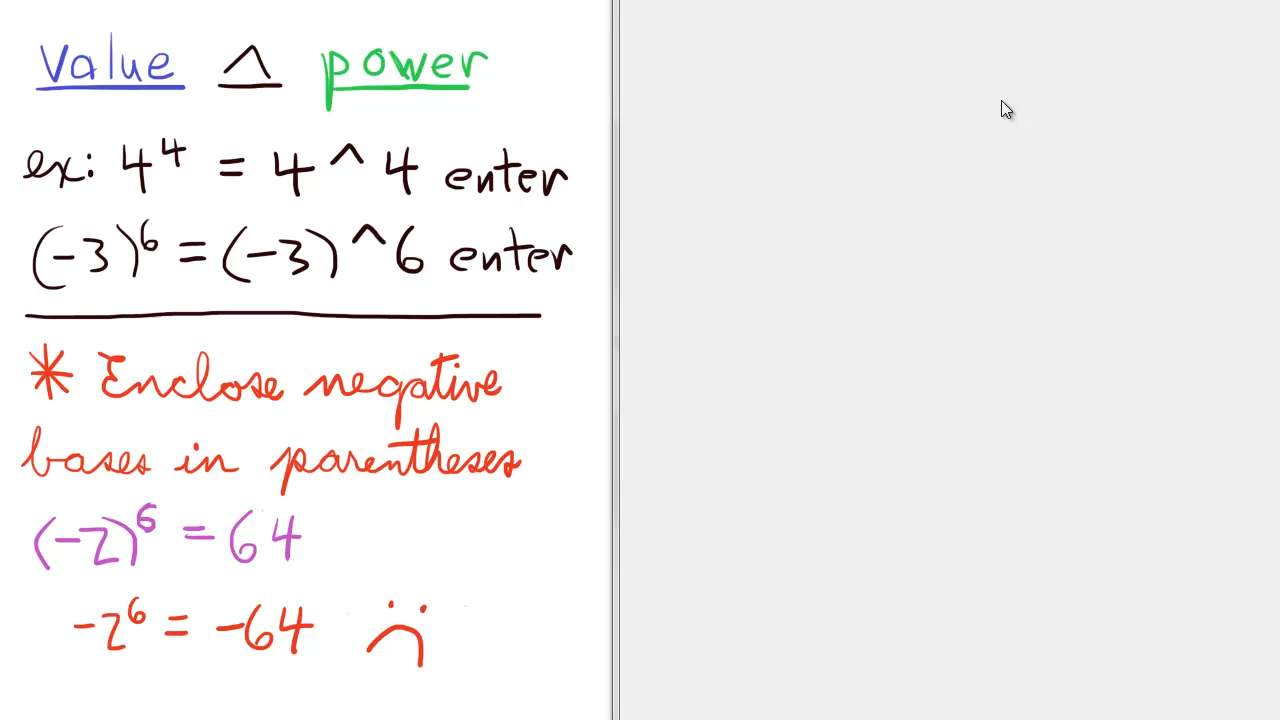 value ^ power
ex: 4⁴ = 4 ^ 4 enter
(-3)⁶ = (-3) ^ 6 enter
* Enclose negative
bases in parentheses
(-2)⁶ = 64
-2⁶ = -64